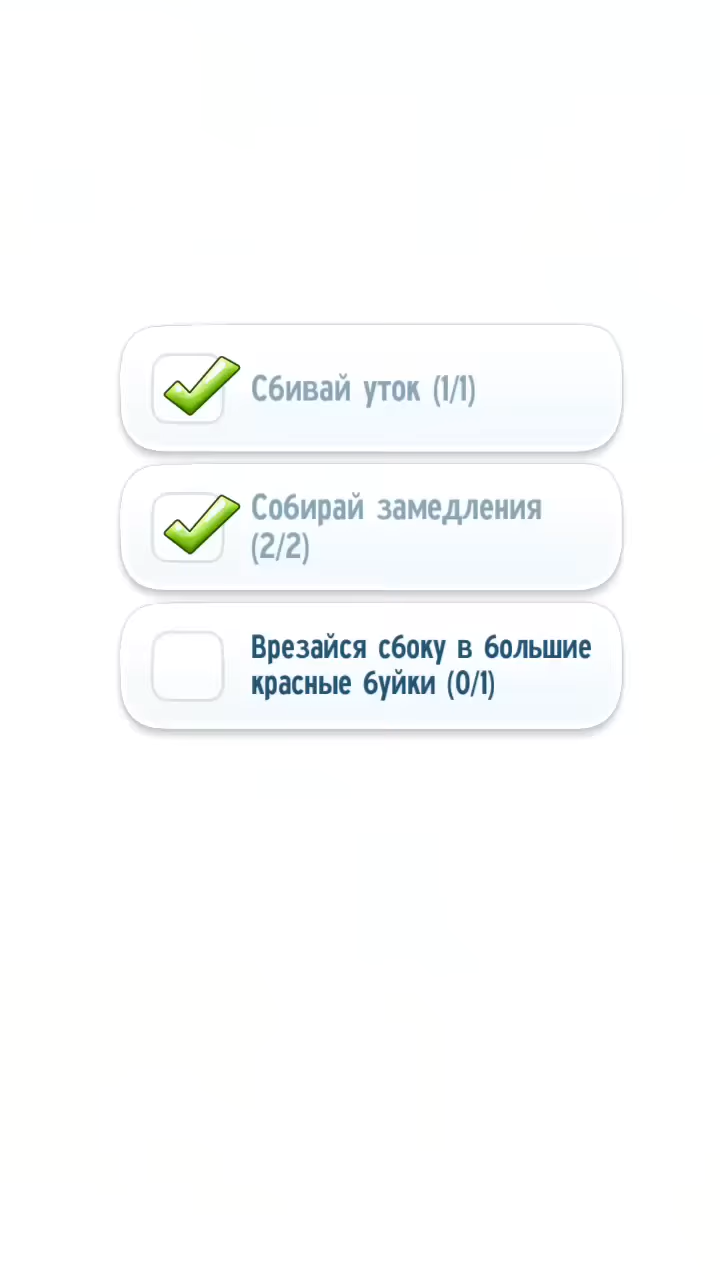 Сбивай уток (1/1)
Собирай замедления
(2/2)
Врезайся сбоку в большие
красные буйки (0/1)